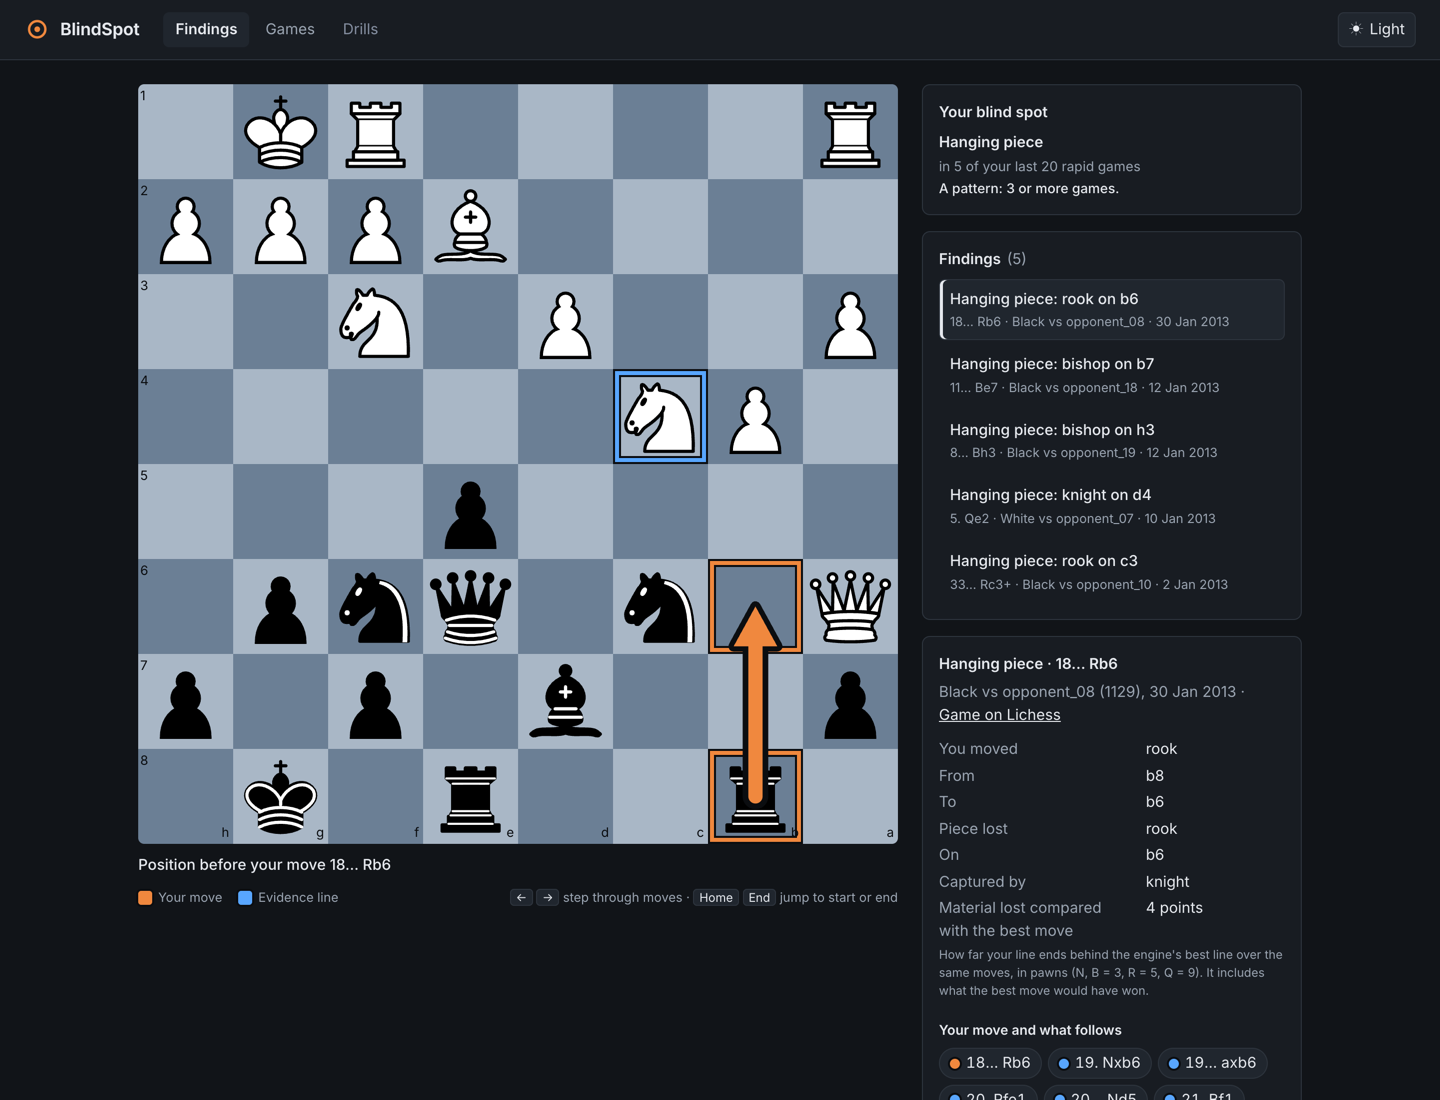 BlindSpot
Findings
Games
Drills
Light
1
2
3
4
5
6
7
8
h
g
f
e
d
c
b
a
Position before your move 18... Rb6
Your move
Evidence line
← → step through moves · Home End jump to start or end
Your blind spot
Hanging piece
in 5 of your last 20 rapid games
A pattern: 3 or more games.
Findings (5)
Hanging piece: rook on b6
18... Rb6 · Black vs opponent_08 · 30 Jan 2013
Hanging piece: bishop on b7
11... Be7 · Black vs opponent_18 · 12 Jan 2013
Hanging piece: bishop on h3
8... Bh3 · Black vs opponent_19 · 12 Jan 2013
Hanging piece: knight on d4
5. Qe2 · White vs opponent_07 · 10 Jan 2013
Hanging piece: rook on c3
33... Rc3+ · Black vs opponent_10 · 2 Jan 2013
Hanging piece · 18... Rb6
Black vs opponent_08 (1129), 30 Jan 2013 ·
Game on Lichess
You moved rook
From b8
To b6
Piece lost rook
On b6
Captured by knight
Material lost compared 4 points
with the best move
How far your line ends behind the engine's best line over the
same moves, in pawns (N, B = 3, R = 5, Q = 9). It includes
what the best move would have won.
Your move and what follows
18... Rb6
19. Nxb6
19... axb6
20. Rfe1
20... Nd5
21. Bf1